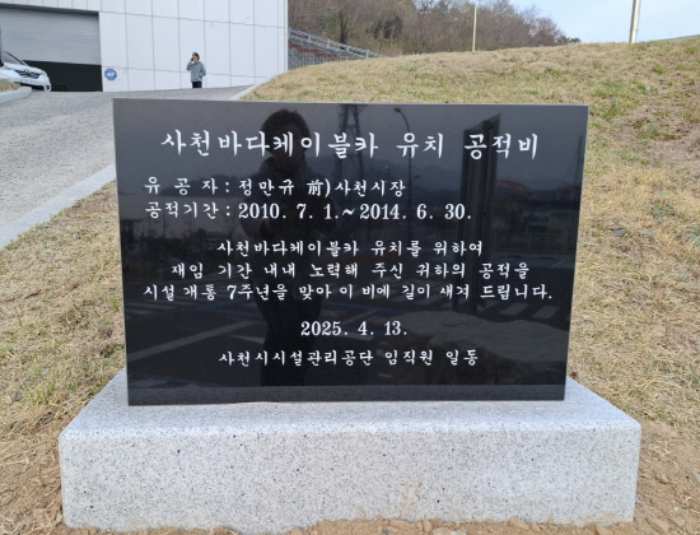 사천바다케이블카 유치 공적비
유 공 자 : 정만규 前)사천시장
공적기간 : 2010. 7. 1.~ 2014. 6. 30.
사천바다케이블카 유치를 위하여
재임 기간 내내 노력해 주신 귀하의 공적을
시설 개통 7주년을 맞아 이 비에 길이 새겨 드립니다.
2025. 4. 13.
사천시시설관리공단 임직원 일동